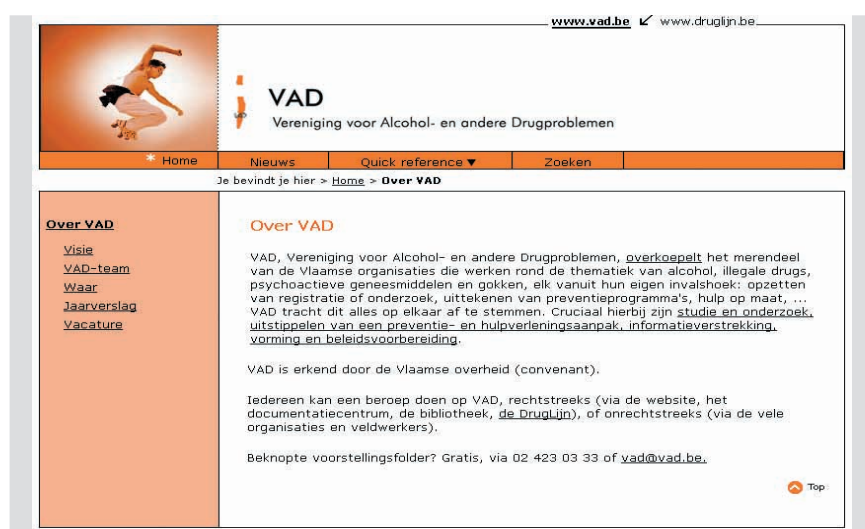 www.vad.be ↙ www.druglijn.be
VAD
VAD
Vereniging voor Alcohol- en andere Drugproblemen
* Home Nieuws Quick reference ▼ Zoeken
Je bevindt je hier > Home > Over VAD
Over VAD
Visie
VAD-team
Waar
Jaarverslag
Vacature
Over VAD
VAD, Vereniging voor Alcohol- en andere Drugproblemen, overkoepelt het merendeel
van de Vlaamse organisaties die werken rond de thematiek van alcohol, illegale drugs,
psychoactieve geneesmiddelen en gokken, elk vanuit hun eigen invalshoek: opzetten
van registratie of onderzoek, uittekenen van preventieprogramma's, hulp op maat, ...
VAD tracht dit alles op elkaar af te stemmen. Cruciaal hierbij zijn studie en onderzoek,
uitstippelen van een preventie- en hulpverleningsaanpak, informatieverstrekking,
vorming en beleidsvoorbereiding.
VAD is erkend door de Vlaamse overheid (convenant).
Iedereen kan een beroep doen op VAD, rechtstreeks (via de website, het
documentatiecentrum, de bibliotheek, de DrugLijn), of onrechtstreeks (via de vele
organisaties en veldwerkers).
Beknopte voorstellingsfolder? Gratis, via 02 423 03 33 of vad@vad.be.
Top